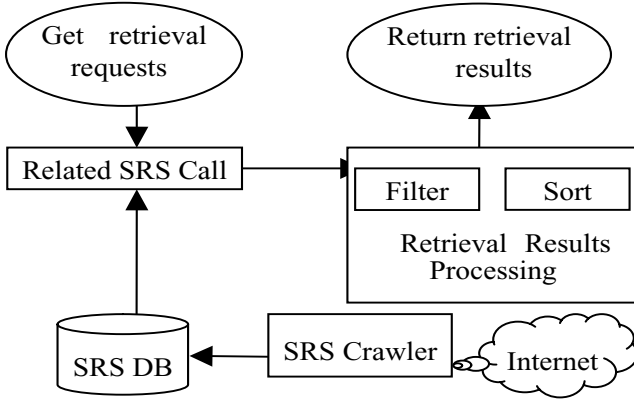 Get retrieval
requests
Return retrieval
results
Related SRS Call
Filter
Sort
Retrieval Results
Processing
SRS DB
SRS Crawler
Internet